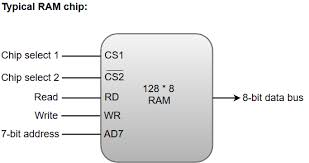 Typical RAM chip:
Chip select 1 CS1
Chip select 2 C̅S̅2̅
128 * 8
Read RD RAM 8-bit data bus
Write WR
7-bit address AD7